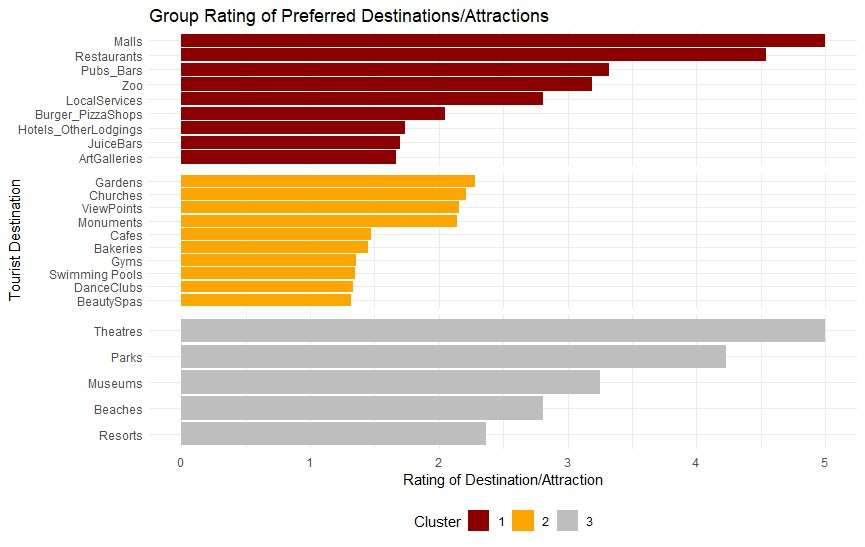 Group Rating of Preferred Destinations/Attractions
Malls
Restaurants
Pubs_Bars
Zoo
LocalServices
Burger_PizzaShops
Hotels_OtherLodgings
JuiceBars
ArtGalleries
Gardens
Churches
ViewPoints
Monuments
Cafes
Bakeries
Gyms
Swimming Pools
DanceClubs
BeautySpas
Theatres
Parks
Museums
Beaches
Resorts
Tourist Destination
0 1 2 3 4 5
Rating of Destination/Attraction
Cluster 1 2 3